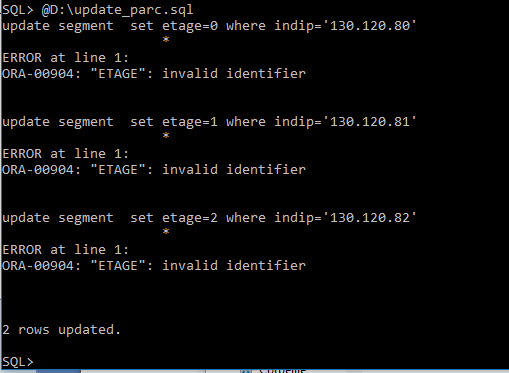 SQL> @D:\update_parc.sql
update segment  set etage=0 where indip='130.120.80'
*
ERROR at line 1:
ORA-00904: "ETAGE": invalid identifier
update segment  set etage=1 where indip='130.120.81'
*
ERROR at line 1:
ORA-00904: "ETAGE": invalid identifier
update segment  set etage=2 where indip='130.120.82'
*
ERROR at line 1:
ORA-00904: "ETAGE": invalid identifier
2 rows updated.
SQL>